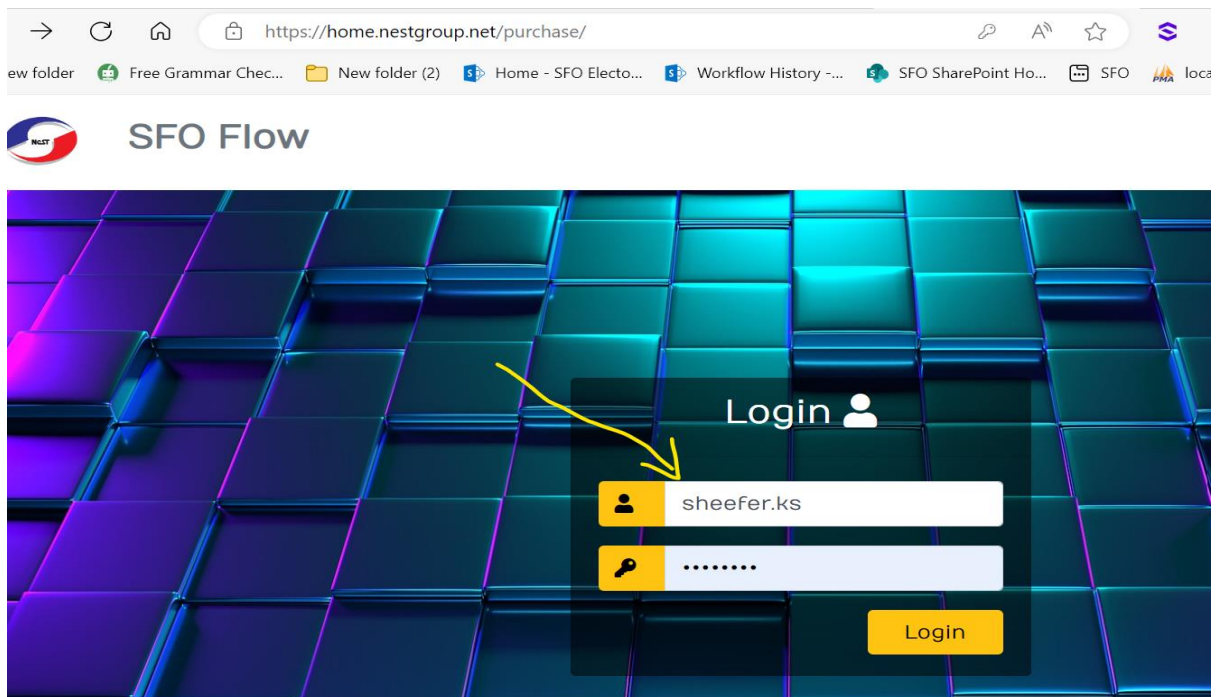 https://home.nestgroup.net/purchase/
ew folder Free Grammar Chec... New folder (2) Home - SFO Electo... Workflow History -... SFO SharePoint Ho... SFO PMA loca
NeST SFO Flow
Login
sheefer.ks
••••••••
Login